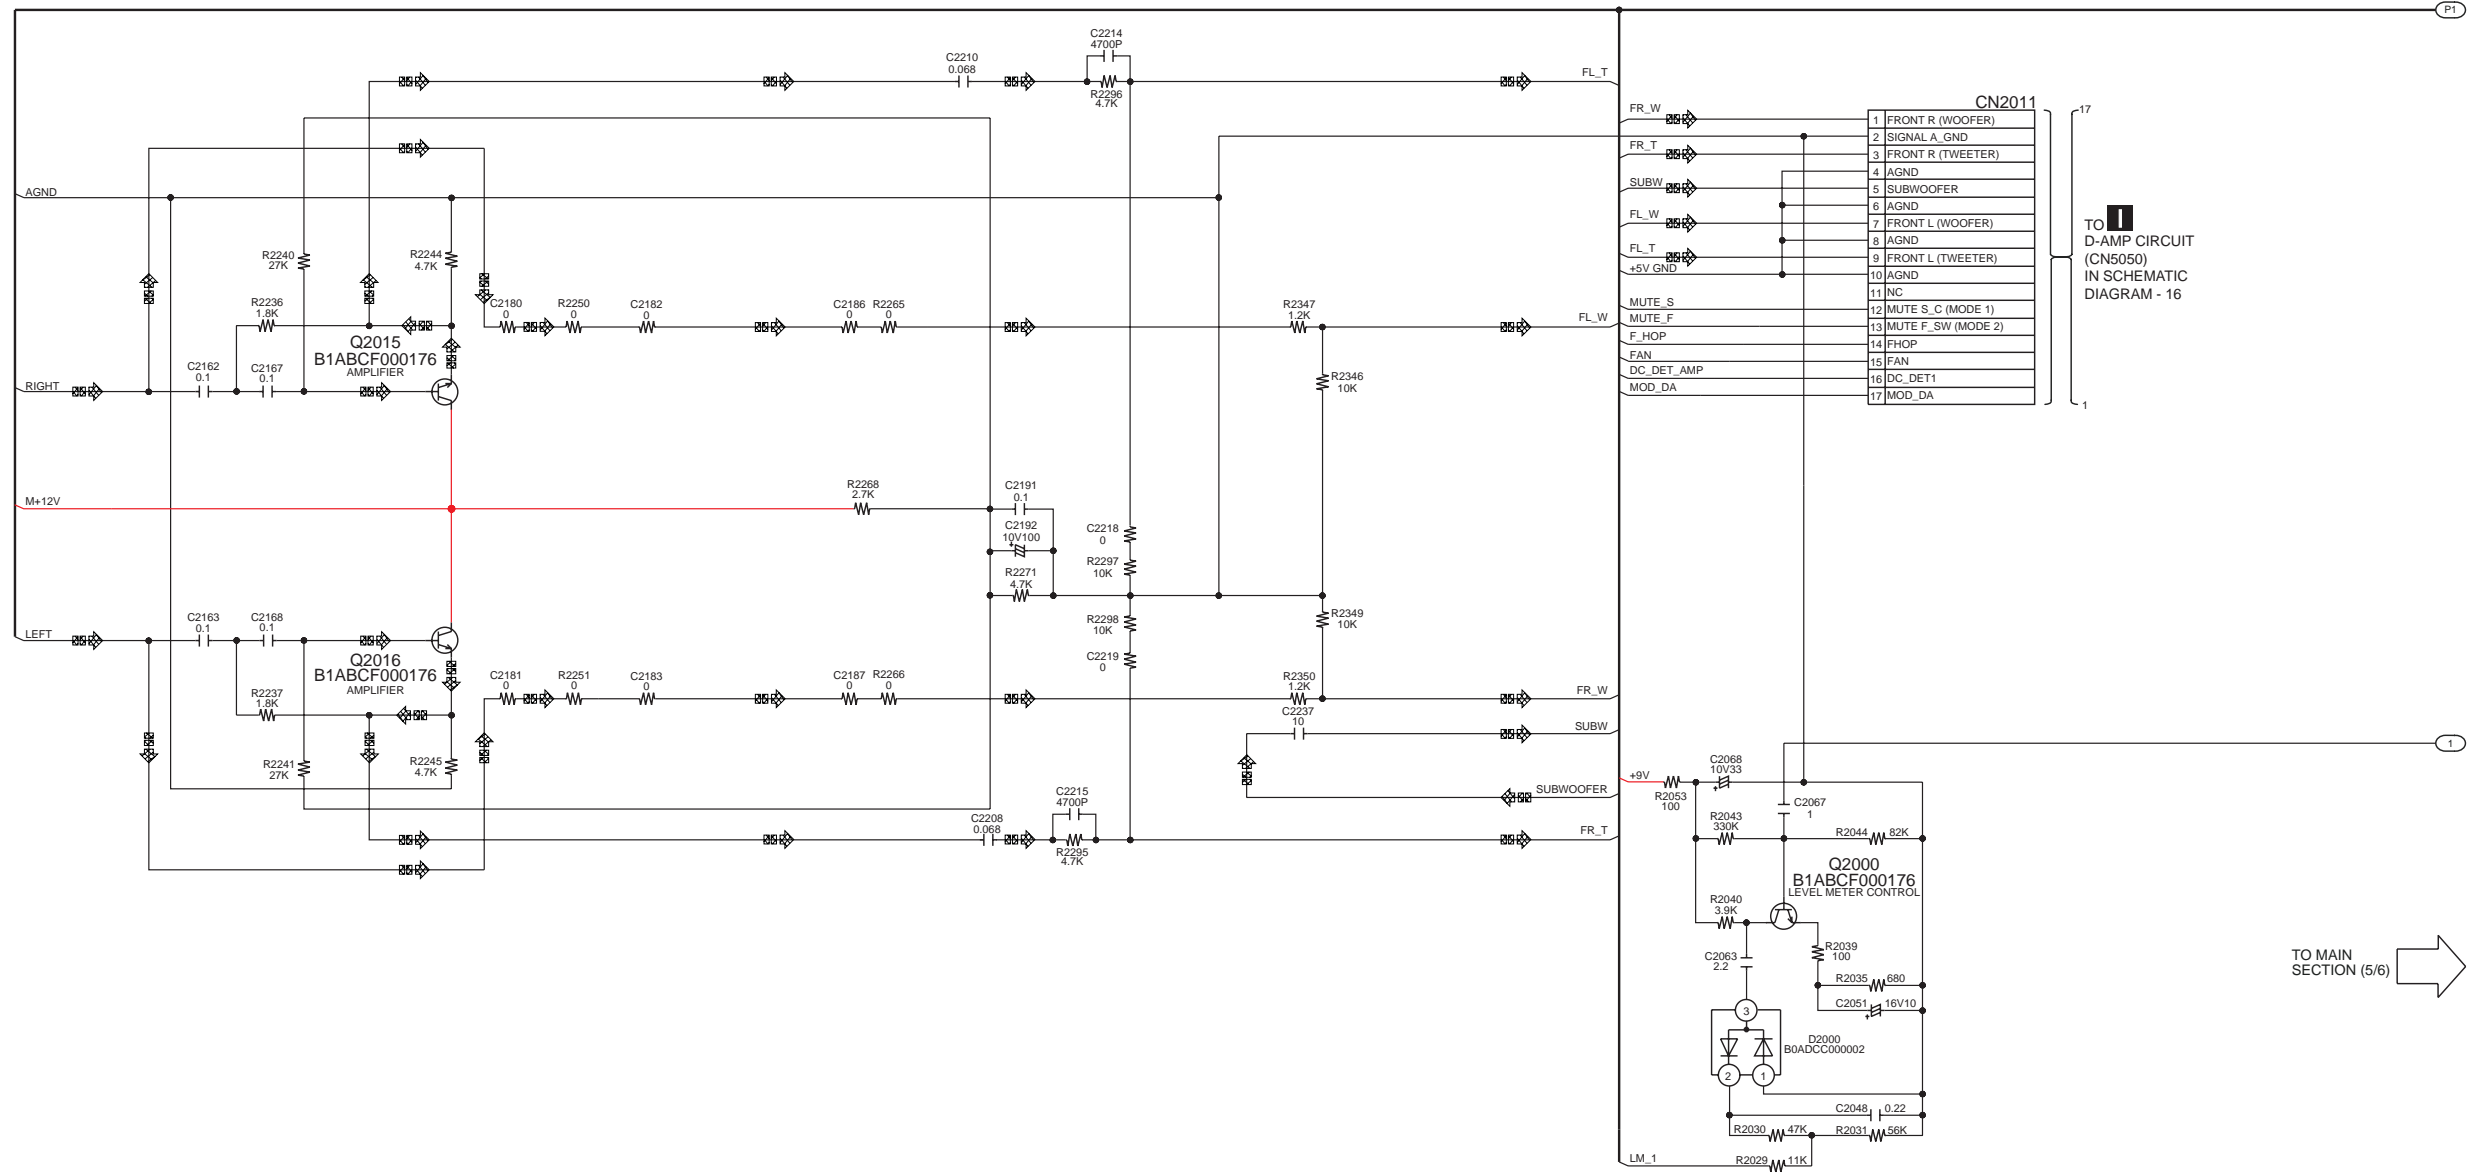 P1
C2214
4700P
C2210
0.068
R2296
4.7K
FL_T
CN2011
17
FR_W
1 FRONT R (WOOFER)
2 SIGNAL A_GND
FR_T
3 FRONT R (TWEETER)
4 AGND
SUBW
5 SUBWOOFER
6 AGND
FL_W
7 FRONT L (WOOFER)
8 AGND
FL_T
9 FRONT L (TWEETER)
+5V GND
10 AGND
11 NC
MUTE_S
12 MUTE S_C (MODE 1)
MUTE_F
13 MUTE F_SW (MODE 2)
F_HOP
14 FHOP
FAN
15 FAN
DC_DET_AMP
16 DC_DET1
MOD_DA
17 MOD_DA
1
TO I
D-AMP CIRCUIT
(CN5050)
IN SCHEMATIC
DIAGRAM - 16
AGND
R2240
27K
R2244
4.7K
R2236
1.8K
C2180
0
R2250
0
C2182
0
C2186
0
R2265
0
R2347
1.2K
FL_W
Q2015
B1ABCF000176
AMPLIFIER
C2162
0.1
C2167
0.1
RIGHT
R2346
10K
M+12V
R2268
2.7K
C2191
0.1
C2192
10V100
+
R2271
4.7K
C2218
0
R2297
10K
R2298
10K
C2219
0
R2349
10K
C2163
0.1
C2168
0.1
LEFT
Q2016
B1ABCF000176
AMPLIFIER
R2237
1.8K
C2181
0
R2251
0
C2183
0
C2187
0
R2266
0
R2350
1.2K
FR_W
C2237
10
SUBW
R2241
27K
R2245
4.7K
SUBWOOFER
C2215
4700P
C2208
0.068
R2295
4.7K
FR_T
1
+9V
R2053
100
C2068
10V33
+
C2067
1
R2043
330K
R2044 82K
Q2000
B1ABCF000176
LEVEL METER CONTROL
R2040
3.9K
R2039
100
C2063
2.2
R2035 680
C2051 16V10
+
3
D2000
B0ADCC000002
2
1
C2048 0.22
R2030 47K
R2031 56K
LM_1
R2029 11K
TO MAIN
SECTION (5/6)